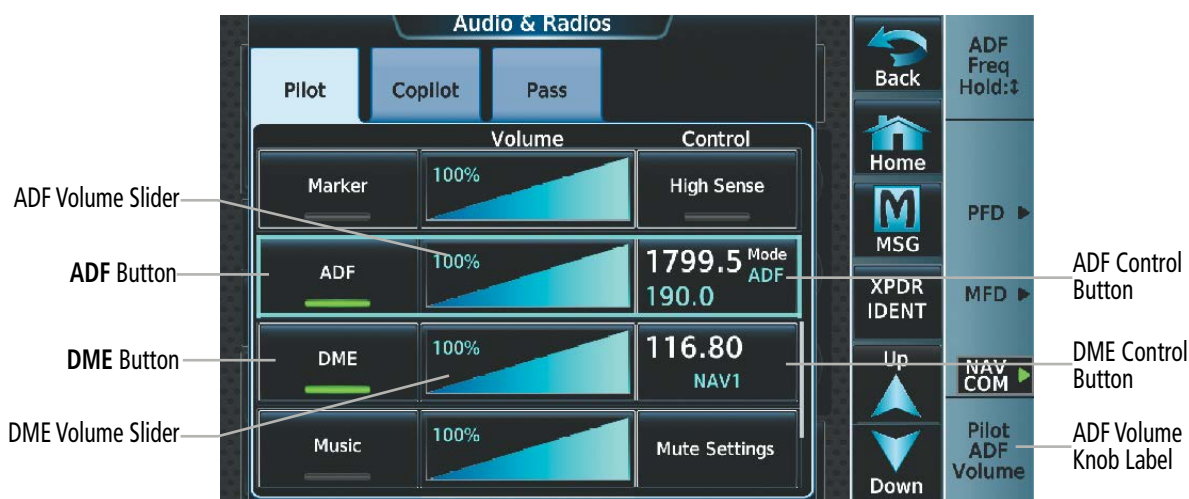 Audio & Radios
Pilot
Copilot
Pass
Volume
Control
Marker
100%
High Sense
ADF
100%
1799.5
Mode
ADF
190.0
DME
100%
116.80
NAV1
Music
100%
Mute Settings
Back
Home
MSG
XPDR
IDENT
Up
Down
ADF
Freq
Hold:↕
PFD
MFD
NAV
COM
Pilot
ADF
Volume
ADF Volume Slider
ADF Button
DME Button
DME Volume Slider
ADF Control
Button
DME Control
Button
ADF Volume
Knob Label